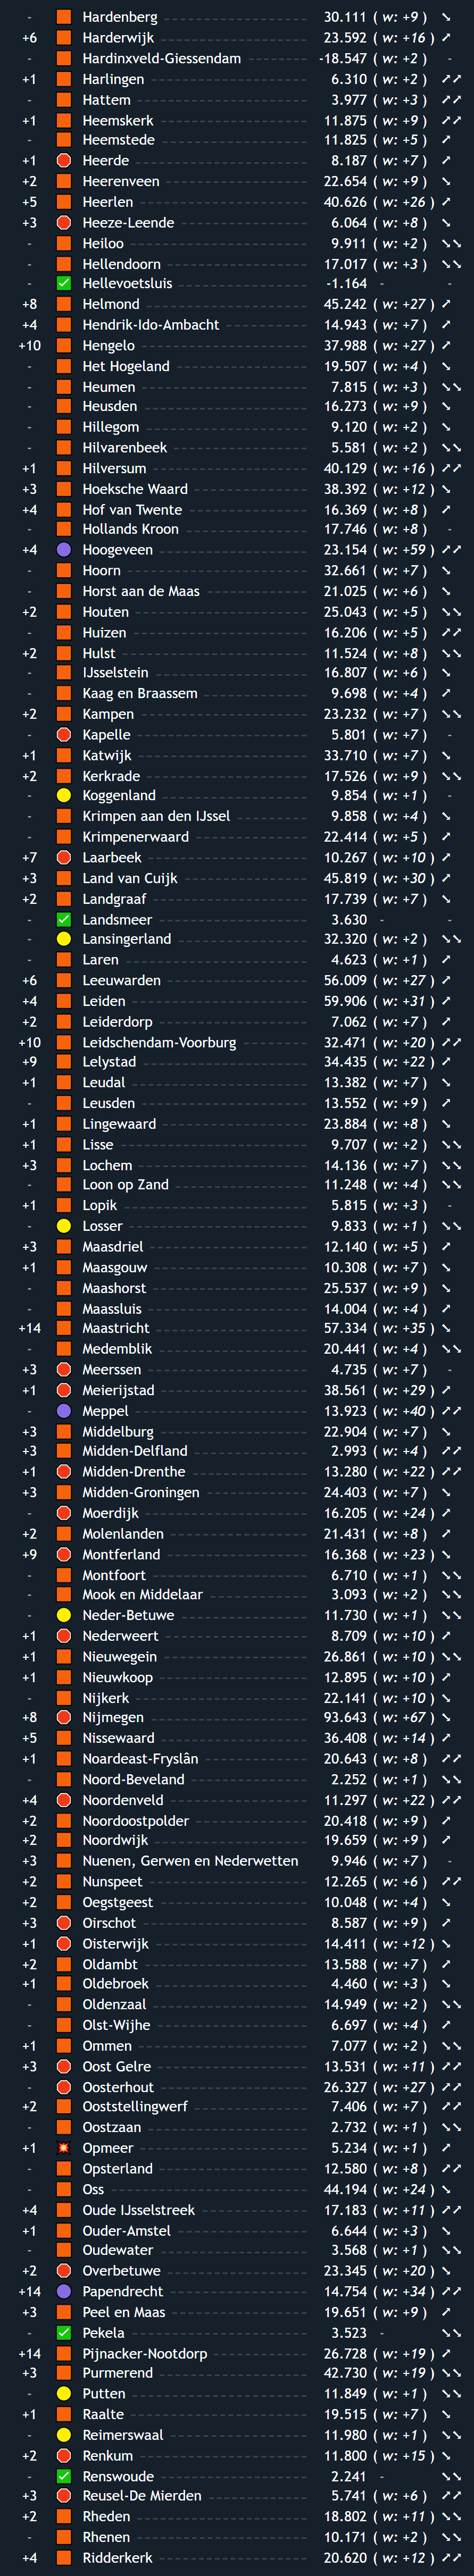 - Hardenberg 30.111 ( w: +9 ) ↘
+6 Harderwijk 23.592 ( w: +16 ) ↗
- Hardinxveld-Giessendam -18.547 ( w: +2 ) -
+1 Harlingen 6.310 ( w: +2 ) ↗↗
- Hattem 3.977 ( w: +3 ) ↗↗
+1 Heemskerk 11.875 ( w: +9 ) ↗↗
- Heemstede 11.825 ( w: +5 ) ↗
+1 Heerde 8.187 ( w: +7 ) ↗
+2 Heerenveen 22.654 ( w: +9 ) ↘
+5 Heerlen 40.626 ( w: +26 ) ↗
+3 Heeze-Leende 6.064 ( w: +8 ) ↘
- Heiloo 9.911 ( w: +2 ) ↘↘
- Hellendoorn 17.017 ( w: +3 ) ↘↘
- Hellevoetsluis -1.164 - -
+8 Helmond 45.242 ( w: +27 ) ↗
+4 Hendrik-Ido-Ambacht 14.943 ( w: +7 ) ↗
+10 Hengelo 37.988 ( w: +27 ) ↗
- Het Hogeland 19.507 ( w: +4 ) ↘
- Heumen 7.815 ( w: +3 ) ↘↘
- Heusden 16.273 ( w: +9 ) ↘
- Hillegom 9.120 ( w: +2 ) ↘
- Hilvarenbeek 5.581 ( w: +2 ) ↘↘
+1 Hilversum 40.129 ( w: +16 ) ↗↗
+3 Hoeksche Waard 38.392 ( w: +12 ) ↘
+4 Hof van Twente 16.369 ( w: +8 ) ↗
- Hollands Kroon 17.746 ( w: +8 ) -
+4 Hoogeveen 23.154 ( w: +59 ) ↗↗
- Hoorn 32.661 ( w: +7 ) ↘
- Horst aan de Maas 21.025 ( w: +6 ) ↘
+2 Houten 25.043 ( w: +5 ) ↘↘
- Huizen 16.206 ( w: +5 ) ↗↗
+2 Hulst 11.524 ( w: +8 ) ↘↘
- IJsselstein 16.807 ( w: +6 ) ↘
- Kaag en Braassem 9.698 ( w: +4 ) ↗
+2 Kampen 23.232 ( w: +7 ) ↘↘
- Kapelle 5.801 ( w: +7 ) -
+1 Katwijk 33.710 ( w: +7 ) ↘
+2 Kerkrade 17.526 ( w: +9 ) ↘↘
- Koggenland 9.854 ( w: +1 ) -
- Krimpen aan den IJssel 9.858 ( w: +4 ) ↘
- Krimpenerwaard 22.414 ( w: +5 ) ↗
+7 Laarbeek 10.267 ( w: +10 ) ↗
+3 Land van Cuijk 45.819 ( w: +30 ) ↗
+2 Landgraaf 17.739 ( w: +7 ) ↘
- Landsmeer 3.630 - -
- Lansingerland 32.320 ( w: +2 ) ↘↘
- Laren 4.623 ( w: +1 ) ↗
+6 Leeuwarden 56.009 ( w: +27 ) ↗
+4 Leiden 59.906 ( w: +31 ) ↗
+2 Leiderdorp 7.062 ( w: +7 ) ↗
+10 Leidschendam-Voorburg 32.471 ( w: +20 ) ↗↗
+9 Lelystad 34.435 ( w: +22 ) ↗
+1 Leudal 13.382 ( w: +7 ) ↘
- Leusden 13.552 ( w: +9 ) ↗
+1 Lingewaard 23.884 ( w: +8 ) ↘
+1 Lisse 9.707 ( w: +2 ) ↘↘
+3 Lochem 14.136 ( w: +7 ) ↘↘
- Loon op Zand 11.248 ( w: +4 ) ↘↘
+1 Lopik 5.815 ( w: +3 ) -
- Losser 9.833 ( w: +1 ) ↘↘
+3 Maasdriel 12.140 ( w: +5 ) ↗
+1 Maasgouw 10.308 ( w: +7 ) ↘
- Maashorst 25.537 ( w: +9 ) ↘
- Maassluis 14.004 ( w: +4 ) ↗
+14 Maastricht 57.334 ( w: +35 ) ↘
- Medemblik 20.441 ( w: +4 ) ↘↘
+3 Meerssen 4.735 ( w: +7 ) -
+1 Meierijstad 38.561 ( w: +29 ) ↗
- Meppel 13.923 ( w: +40 ) ↗↗
+3 Middelburg 22.904 ( w: +7 ) ↘
+3 Midden-Delfland 2.993 ( w: +4 ) ↗↗
+1 Midden-Drenthe 13.280 ( w: +22 ) ↗↗
+3 Midden-Groningen 24.403 ( w: +7 ) ↘
- Moerdijk 16.205 ( w: +24 ) ↗
+2 Molenlanden 21.431 ( w: +8 ) ↗
+9 Montferland 16.368 ( w: +23 ) ↘
- Montfoort 6.710 ( w: +1 ) ↘↘
- Mook en Middelaar 3.093 ( w: +2 ) ↘↘
- Neder-Betuwe 11.730 ( w: +1 ) ↘↘
+1 Nederweert 8.709 ( w: +10 ) ↗
+1 Nieuwegein 26.861 ( w: +10 ) ↘↘
+1 Nieuwkoop 12.895 ( w: +10 ) ↗
- Nijkerk 22.141 ( w: +10 ) ↘
+8 Nijmegen 93.643 ( w: +67 ) ↘
+5 Nissewaard 36.408 ( w: +14 ) ↗
+1 Noardeast-Fryslân 20.643 ( w: +8 ) ↗↗
- Noord-Beveland 2.252 ( w: +1 ) ↘↘
+4 Noordenveld 11.297 ( w: +22 ) ↗↗
+2 Noordoostpolder 20.418 ( w: +9 ) ↗
+2 Noordwijk 19.659 ( w: +9 ) ↗
+3 Nuenen, Gerwen en Nederwetten 9.946 ( w: +7 ) -
+2 Nunspeet 12.265 ( w: +6 ) ↗↗
+2 Oegstgeest 10.048 ( w: +4 ) ↘
+3 Oirschot 8.587 ( w: +9 ) ↗
+1 Oisterwijk 14.411 ( w: +12 ) ↘
+2 Oldambt 13.588 ( w: +7 ) ↗
+1 Oldebroek 4.460 ( w: +3 ) ↘
- Oldenzaal 14.949 ( w: +2 ) ↘↘
- Olst-Wijhe 6.697 ( w: +4 ) ↗
+1 Ommen 7.077 ( w: +2 ) ↘↘
+3 Oost Gelre 13.531 ( w: +11 ) ↗↗
- Oosterhout 26.327 ( w: +27 ) ↗↗
+2 Ooststellingwerf 7.406 ( w: +7 ) ↗↗
- Oostzaan 2.732 ( w: +1 ) ↘↘
+1 Opmeer 5.234 ( w: +1 ) ↗
- Opsterland 12.580 ( w: +8 ) ↗↗
- Oss 44.194 ( w: +24 ) ↘
+4 Oude IJsselstreek 17.183 ( w: +11 ) ↗↗
+1 Ouder-Amstel 6.644 ( w: +3 ) ↘
- Oudewater 3.568 ( w: +1 ) ↘↘
+2 Overbetuwe 23.345 ( w: +20 ) ↘
+14 Papendrecht 14.754 ( w: +34 ) ↗↗
+3 Peel en Maas 19.651 ( w: +9 ) ↗
- Pekela 3.523 - ↘↘
+14 Pijnacker-Nootdorp 26.728 ( w: +19 ) ↗
+3 Purmerend 42.730 ( w: +19 ) ↘↘
- Putten 11.849 ( w: +1 ) ↘↘
+1 Raalte 19.515 ( w: +7 ) ↘
- Reimerswaal 11.980 ( w: +1 ) ↘↘
+2 Renkum 11.800 ( w: +15 ) ↘
- Renswoude 2.241 - ↘↘
+3 Reusel-De Mierden 5.741 ( w: +6 ) ↗↗
+2 Rheden 18.802 ( w: +11 ) ↘↘
- Rhenen 10.171 ( w: +2 ) ↘↘
+4 Ridderkerk 20.620 ( w: +12 ) ↗↗